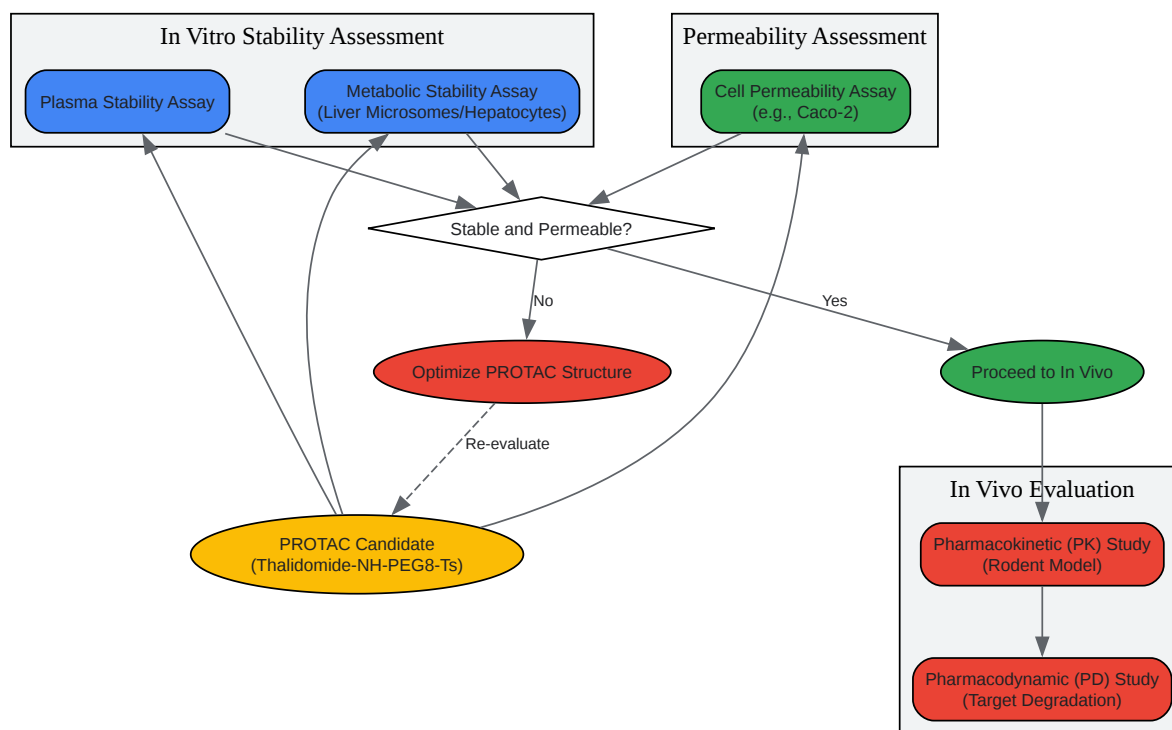 In Vitro Stability Assessment
Permeability Assessment
Plasma Stability Assay
Metabolic Stability Assay
(Liver Microsomes/Hepatocytes)
Cell Permeability Assay
(e.g., Caco-2)
Stable and Permeable?
No
Yes
Optimize PROTAC Structure
Proceed to In Vivo
Re-evaluate
In Vivo Evaluation
PROTAC Candidate
(Thalidomide-NH-PEG8-Ts)
Pharmacokinetic (PK) Study
(Rodent Model)
Pharmacodynamic (PD) Study
(Target Degradation)